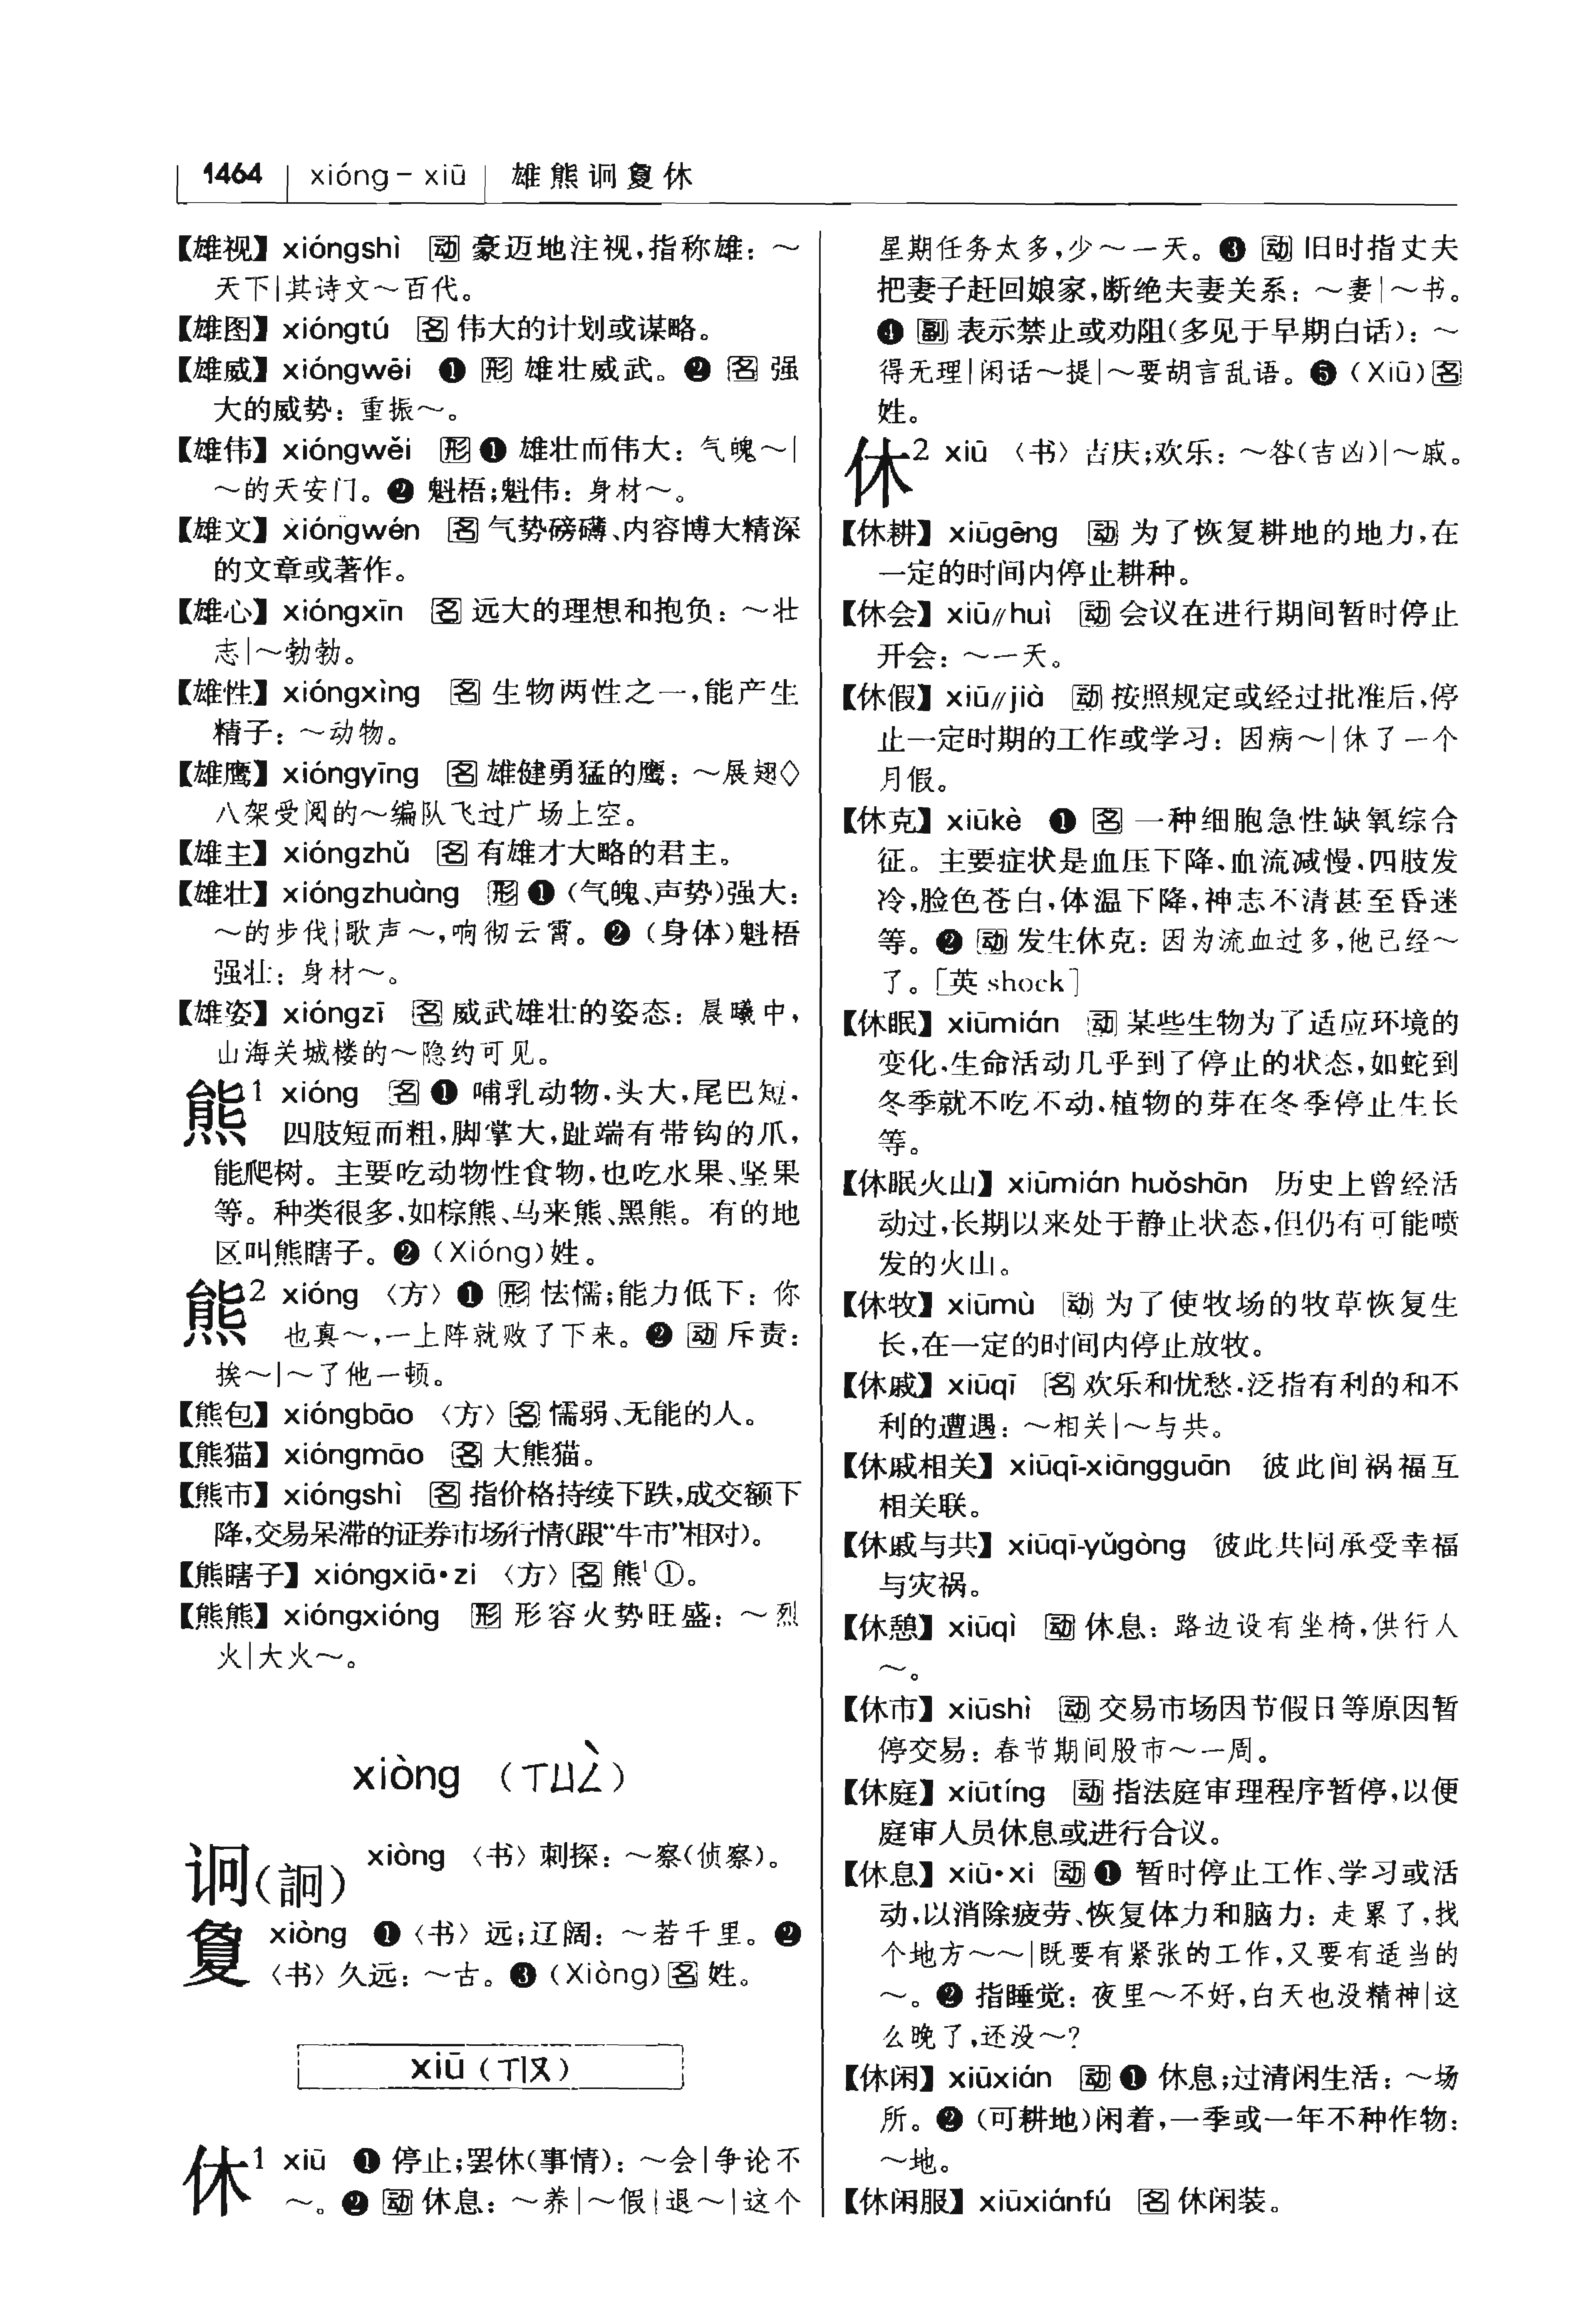 1464 xióng－xiū 雄熊诇敻休
【雄视】xióngshì 动 豪迈地注视,指称雄：～
天下|其诗文～百代。
【雄图】xióngtú 名 伟大的计划或谋略。
【雄威】xióngwēi ❶ 形 雄壮威武。❷ 名 强
大的威势：重振～。
【雄伟】xióngwěi 形 ❶ 雄壮而伟大：气魄～|
～的天安门。❷ 魁梧;魁伟：身材～。
【雄文】xióngwén 名 气势磅礴、内容博大精深
的文章或著作。
【雄心】xióngxīn 名 远大的理想和抱负：～壮
志|～勃勃。
【雄性】xióngxìng 名 生物两性之一,能产生
精子：～动物。
【雄鹰】xióngyīng 名 雄健勇猛的鹰：～展翅◇
八架受阅的～编队飞过广场上空。
【雄主】xióngzhǔ 名 有雄才大略的君主。
【雄壮】xióngzhuàng 形 ❶（气魄、声势）强大：
～的步伐|歌声～,响彻云霄。❷（身体）魁梧
强壮：身材～。
【雄姿】xióngzī 名 威武雄壮的姿态：晨曦中,
山海关城楼的～隐约可见。
熊1 xióng 名 ❶ 哺乳动物,头大,尾巴短,
四肢短而粗,脚掌大,趾端有带钩的爪,
能爬树。主要吃动物性食物,也吃水果、坚果
等。种类很多,如棕熊、马来熊、黑熊。有的地
区叫熊瞎子。❷（Xióng）姓。
熊2 xióng 〈方〉❶ 形 怯懦;能力低下：你
也真～,一上阵就败了下来。❷ 动 斥责：
挨～|～了他一顿。
【熊包】xióngbāo 〈方〉名 懦弱、无能的人。
【熊猫】xióngmāo 名 大熊猫。
【熊市】xióngshì 名 指价格持续下跌,成交额下
降,交易呆滞的证券市场行情（跟“牛市”相对）。
【熊瞎子】xióngxiā·zi 〈方〉名 熊1①。
【熊熊】xióngxióng 形 形容火势旺盛：～烈
火|大火～。
xiòng （ㄒㄩㄥˋ）
诇（詗） xiòng 〈书〉刺探：～察（侦察）。
敻 xiòng ❶〈书〉远;辽阔：～若千里。❷
〈书〉久远：～古。❸（Xiòng）名 姓。
xiū（ㄒㄧㄡ）
休1 xiū ❶ 停止;罢休（事情）：～会|争论不
～。❷ 动 休息：～养|～假|退～|这个
星期任务太多,少～一天。❸ 动 旧时指丈夫
把妻子赶回娘家,断绝夫妻关系：～妻|～书。
❹ 副 表示禁止或劝阻（多见于早期白话）：～
得无理|闲话～提|～要胡言乱语。❺（Xiū）名
姓。
休2 xiū 〈书〉吉庆;欢乐：～咎（吉凶）|～戚。
【休耕】xiūgēng 动 为了恢复耕地的地力,在
一定的时间内停止耕种。
【休会】xiū∥huì 动 会议在进行期间暂时停止
开会：～一天。
【休假】xiū∥jià 动 按照规定或经过批准后,停
止一定时期的工作或学习：因病～|休了一个
月假。
【休克】xiūkè ❶ 名 一种细胞急性缺氧综合
征。主要症状是血压下降,血流减慢,四肢发
冷,脸色苍白,体温下降,神志不清甚至昏迷
等。❷ 动 发生休克：因为流血过多,他已经～
了。[英 shock]
【休眠】xiūmián 动 某些生物为了适应环境的
变化,生命活动几乎到了停止的状态,如蛇到
冬季就不吃不动,植物的芽在冬季停止生长
等。
【休眠火山】xiūmián huǒshān 历史上曾经活
动过,长期以来处于静止状态,但仍有可能喷
发的火山。
【休牧】xiūmù 动 为了使牧场的牧草恢复生
长,在一定的时间内停止放牧。
【休戚】xiūqī 名 欢乐和忧愁,泛指有利的和不
利的遭遇：～相关|～与共。
【休戚相关】xiūqī-xiāngguān 彼此间祸福互
相关联。
【休戚与共】xiūqī-yǔgòng 彼此共同承受幸福
与灾祸。
【休憩】xiūqì 动 休息：路边设有坐椅,供行人
～。
【休市】xiūshì 动 交易市场因节假日等原因暂
停交易：春节期间股市～一周。
【休庭】xiūtíng 动 指法庭审理程序暂停,以便
庭审人员休息或进行合议。
【休息】xiū·xi 动 ❶ 暂时停止工作、学习或活
动,以消除疲劳、恢复体力和脑力：走累了,找
个地方～～|既要有紧张的工作,又要有适当的
～。❷ 指睡觉：夜里～不好,白天也没精神|这
么晚了,还没～?
【休闲】xiūxián 动 ❶ 休息;过清闲生活：～场
所。❷（可耕地）闲着,一季或一年不种作物：
～地。
【休闲服】xiūxiánfú 名 休闲装。